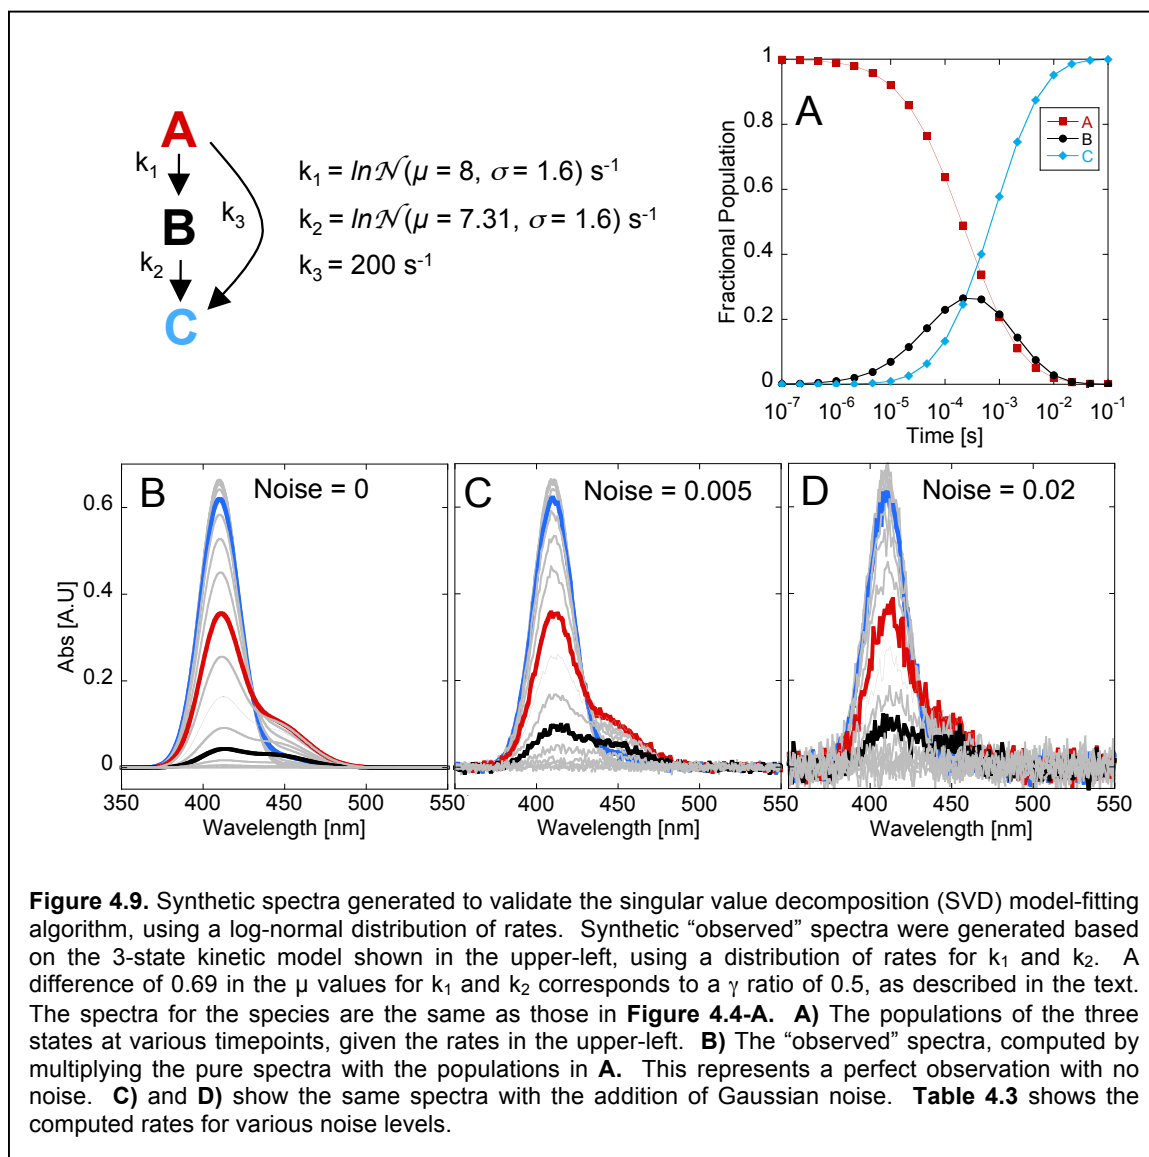 A
k₁
B
k₃
k₂
C
k₁ = ln𝒩(μ = 8, σ = 1.6) s⁻¹
k₂ = ln𝒩(μ = 7.31, σ = 1.6) s⁻¹
k₃ = 200 s⁻¹
A
Fractional Population
1
0.8
0.6
0.4
0.2
0
A
B
C
10⁻⁷ 10⁻⁶ 10⁻⁵ 10⁻⁴ 10⁻³ 10⁻² 10⁻¹
Time [s]
B Noise = 0
C Noise = 0.005
D Noise = 0.02
Abs [A.U]
0.6
0.4
0.2
0
350 400 450 500 55
50 400 450 500 55
400 450 500 550
Wavelength [nm]
Wavelength [nm]
Wavelength [nm]
Figure 4.9. Synthetic spectra generated to validate the singular value decomposition (SVD) model-fitting
algorithm, using a log-normal distribution of rates. Synthetic “observed” spectra were generated based
on the 3-state kinetic model shown in the upper-left, using a distribution of rates for k₁ and k₂. A
difference of 0.69 in the μ values for k₁ and k₂ corresponds to a γ ratio of 0.5, as described in the text.
The spectra for the species are the same as those in Figure 4.4-A. A) The populations of the three
states at various timepoints, given the rates in the upper-left. B) The “observed” spectra, computed by
multiplying the pure spectra with the populations in A. This represents a perfect observation with no
noise. C) and D) show the same spectra with the addition of Gaussian noise. Table 4.3 shows the
computed rates for various noise levels.